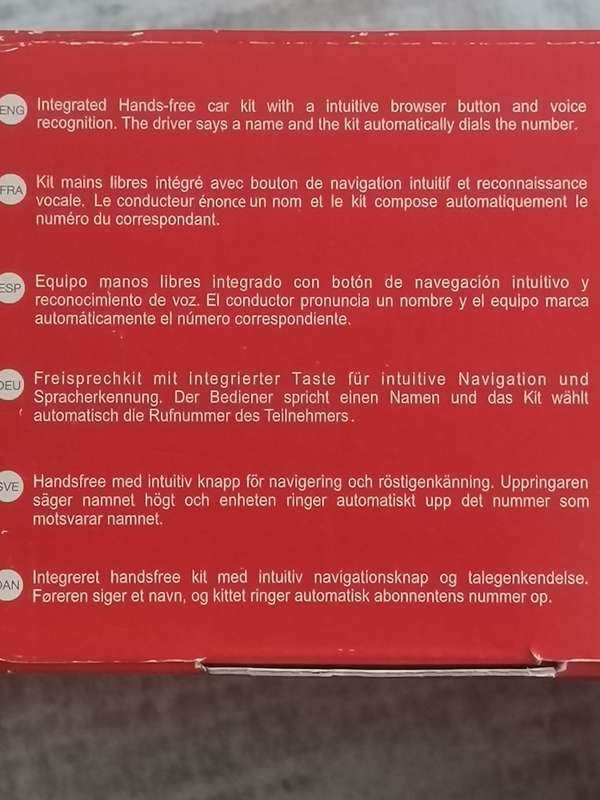 ENG Integrated Hands-free car kit with a intuitive browser button and voice
recognition. The driver says a name and the kit automatically dials the number.
FRA Kit mains libres intégré avec bouton de navigation intuitif et reconnaissance
vocale. Le conducteur énonce un nom et le kit compose automatiquement le
numéro du correspondant.
ESP Equipo manos libres integrado con botón de navegación intuitivo y
reconocimiento de voz. El conductor pronuncia un nombre y el equipo marca
automáticamente el número correspondiente.
DEU Freisprechkit mit integrierter Taste für intuitive Navigation und
Spracherkennung. Der Bediener spricht einen Namen und das Kit wählt
automatisch die Rufnummer des Teilnehmers.
SVE Handsfree med intuitiv knapp för navigering och röstigenkänning. Uppringaren
säger namnet högt och enheten ringer automatiskt upp det nummer som
motsvarar namnet.
DAN Integreret handsfree kit med intuitiv navigationsknap og talegenkendelse.
Føreren siger et navn, og kittet ringer automatisk abonnentens nummer op.